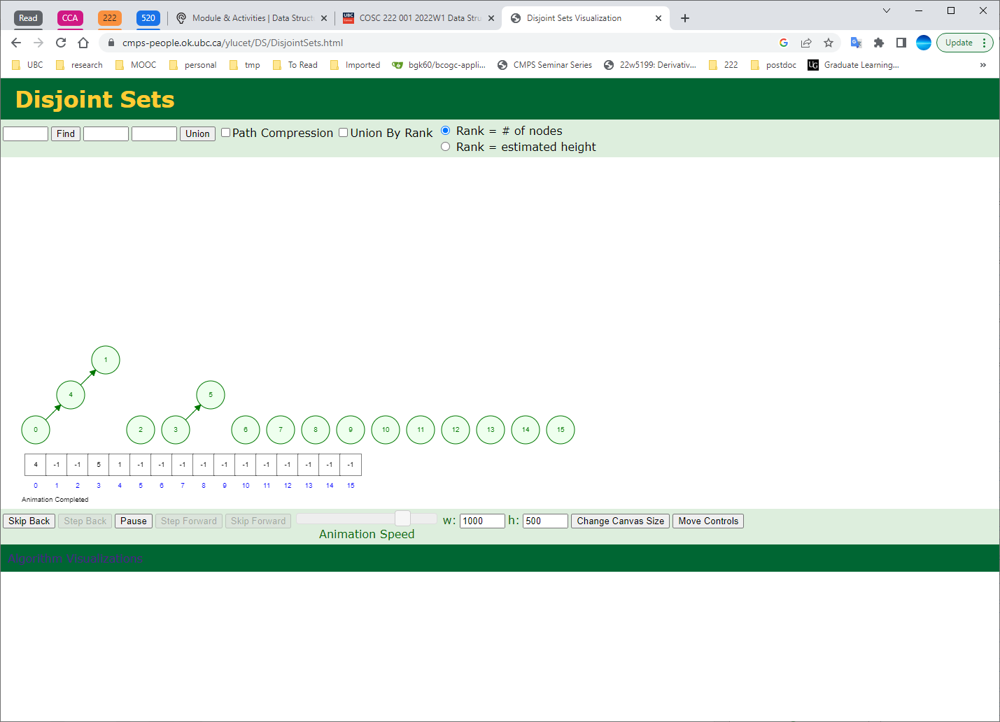 Read CCA 222 520 Module & Activities | Data Struct COSC 222 001 2022W1 Data Stru Disjoint Sets Visualization
cmps-people.ok.ubc.ca/ylucet/DS/DisjointSets.html Update
UBC research MOOC personal tmp To Read Imported bgk60/bcogc-appli... CMPS Seminar Series 22w5199: Derivativ... 222 postdoc UG Graduate Learning... »
Disjoint Sets
Find Union Path Compression Union By Rank Rank = # of nodes
Rank = estimated height
1
4 5
0 2 3 6 7 8 9 10 11 12 13 14 15
4 -1 -1 5 1 -1 -1 -1 -1 -1 -1 -1 -1 -1 -1 -1
0 1 2 3 4 5 6 7 8 9 10 11 12 13 14 15
Animation Completed
Skip Back Step Back Pause Step Forward Skip Forward w: 1000 h: 500 Change Canvas Size Move Controls
Animation Speed
Algorithm Visualizations